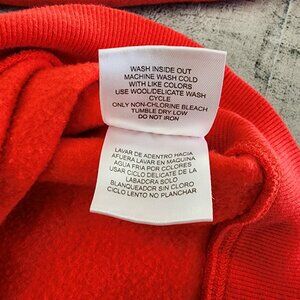 WASH INSIDE OUT
MACHINE WASH COLD
WITH LIKE COLORS
USE WOOL/DELICATE WASH
CYCLE
ONLY NON-CHLORINE BLEACH
TUMBLE DRY LOW
DO NOT IRON
LAVAR DE ADENTRO HACIA
AFUERA LAVAR EN MAQUINA
AGUA FRIA POR COLORES
USAR CICLO DELICATE DE LA
LABADORA SOLO
BLANQUEADOR SIN CLORO
CICLO LENTO NO PLANCHAR